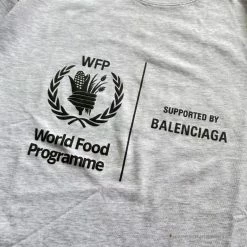 WFP
World Food
Programme
SUPPORTED BY
BALENCIAGA